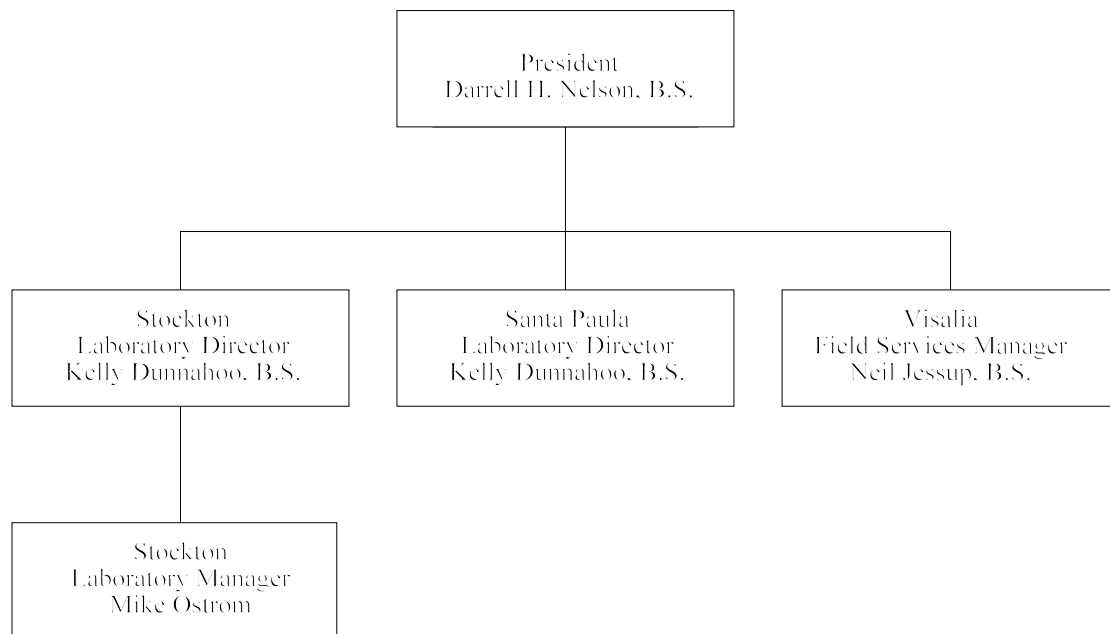 President
Darrell H. Nelson, B.S.
Stockton
Laboratory Director
Kelly Dunnahoo, B.S.
Santa Paula
Laboratory Director
Kelly Dunnahoo, B.S.
Visalia
Field Services Manager
Neil Jessup, B.S.
Stockton
Laboratory Manager
Mike Ostrom